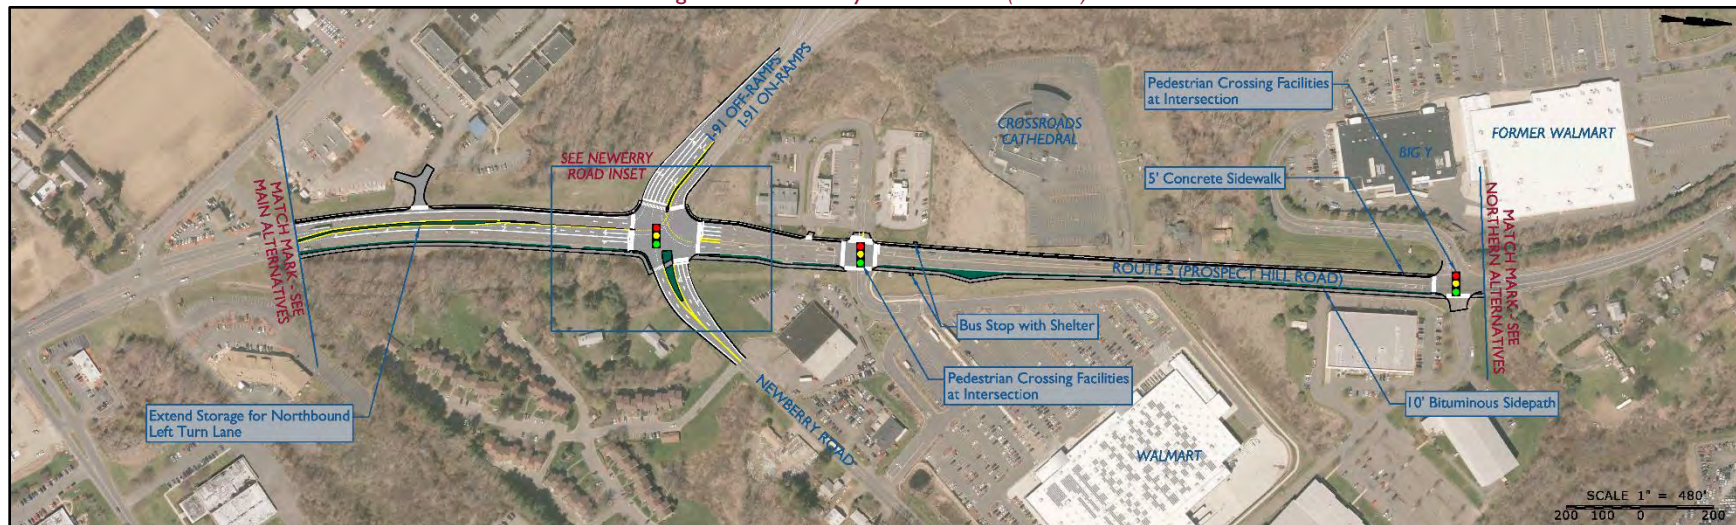 I-91 OFF-RAMPS
I-91 ON-RAMPS
Pedestrian Crossing Facilities
at Intersection
CROSSROADS
CATHEDRAL
FORMER WALMART
BIG Y
SEE NEWERRY
ROAD INSET
5' Concrete Sidewalk
MATCH MARK - SEE
MAIN ALTERNATIVES
MATCH MARK - SEE
NORTHERN ALTERNATIVES
ROUTE 5 (PROSPECT HILL ROAD)
Bus Stop with Shelter
Pedestrian Crossing Facilities
at Intersection
10' Bituminous Sidepath
Extend Storage for Northbound
Left Turn Lane
NEWBERRY ROAD
WALMART
SCALE 1" = 480'
200 100 0 200